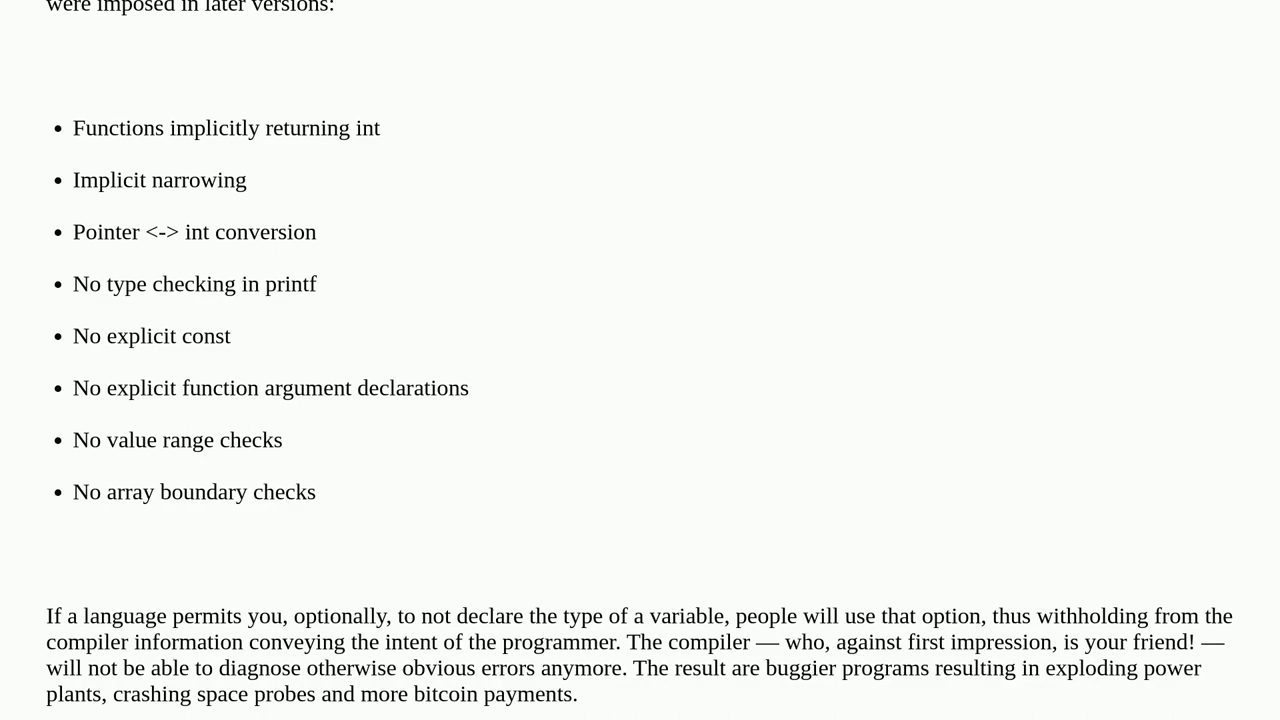 were imposed in later versions:
• Functions implicitly returning int
• Implicit narrowing
• Pointer <-> int conversion
• No type checking in printf
• No explicit const
• No explicit function argument declarations
• No value range checks
• No array boundary checks
If a language permits you, optionally, to not declare the type of a variable, people will use that option, thus withholding from the
compiler information conveying the intent of the programmer. The compiler — who, against first impression, is your friend! —
will not be able to diagnose otherwise obvious errors anymore. The result are buggier programs resulting in exploding power
plants, crashing space probes and more bitcoin payments.